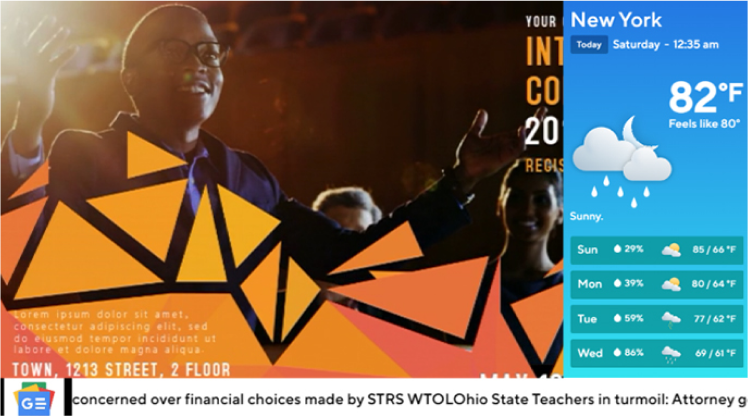 YOUR
INT
CO
20
REGIS
Lorem ipsum dolor sit amet,
consectetur adipiscing elit, sed
do eiusmod tempor incididunt ut
labore et dolore magna aliqua.
TOWN, 1213 STREET, 2 FLOOR
New York
Today Saturday - 12:35 am
82°F
Feels like 80°
Sunny.
Sun 29% 85 / 66 °F
Mon 39% 80 / 64 °F
Tue 59% 77 / 62 °F
Wed 86% 69 / 61 °F
GE concerned over financial choices made by STRS WTOLOhio State Teachers in turmoil: Attorney g